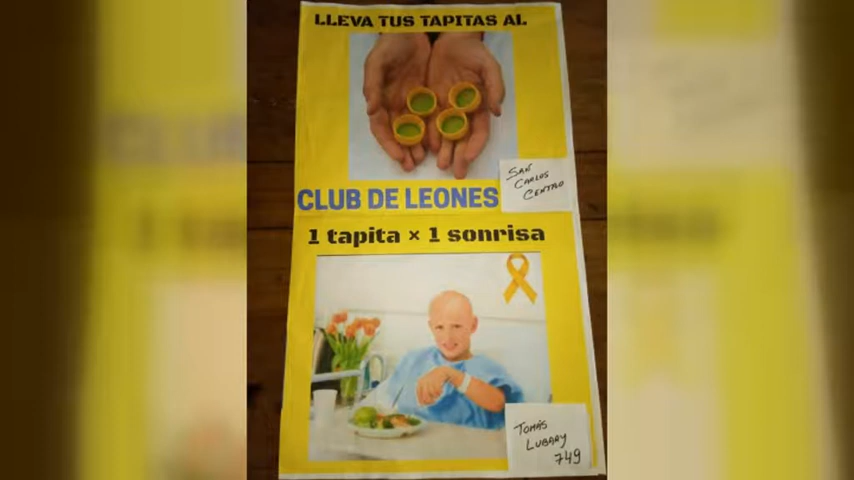 LLEVA TUS TAPITAS AL
SAN
CARLOS
CENTRO
CLUB DE LEONES
1 tapita × 1 sonrisa
TOMÁS
LUBARY
749